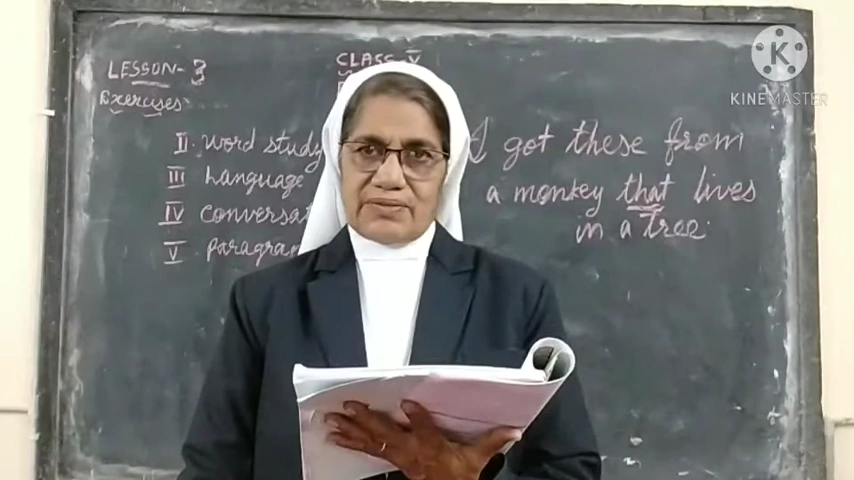 LESSON-3
Exercises
CLASS-V
II. word study
III Language
IV conversat
V paragra
I got these from
a monkey that lives
in a tree.
K
KINEMASTER